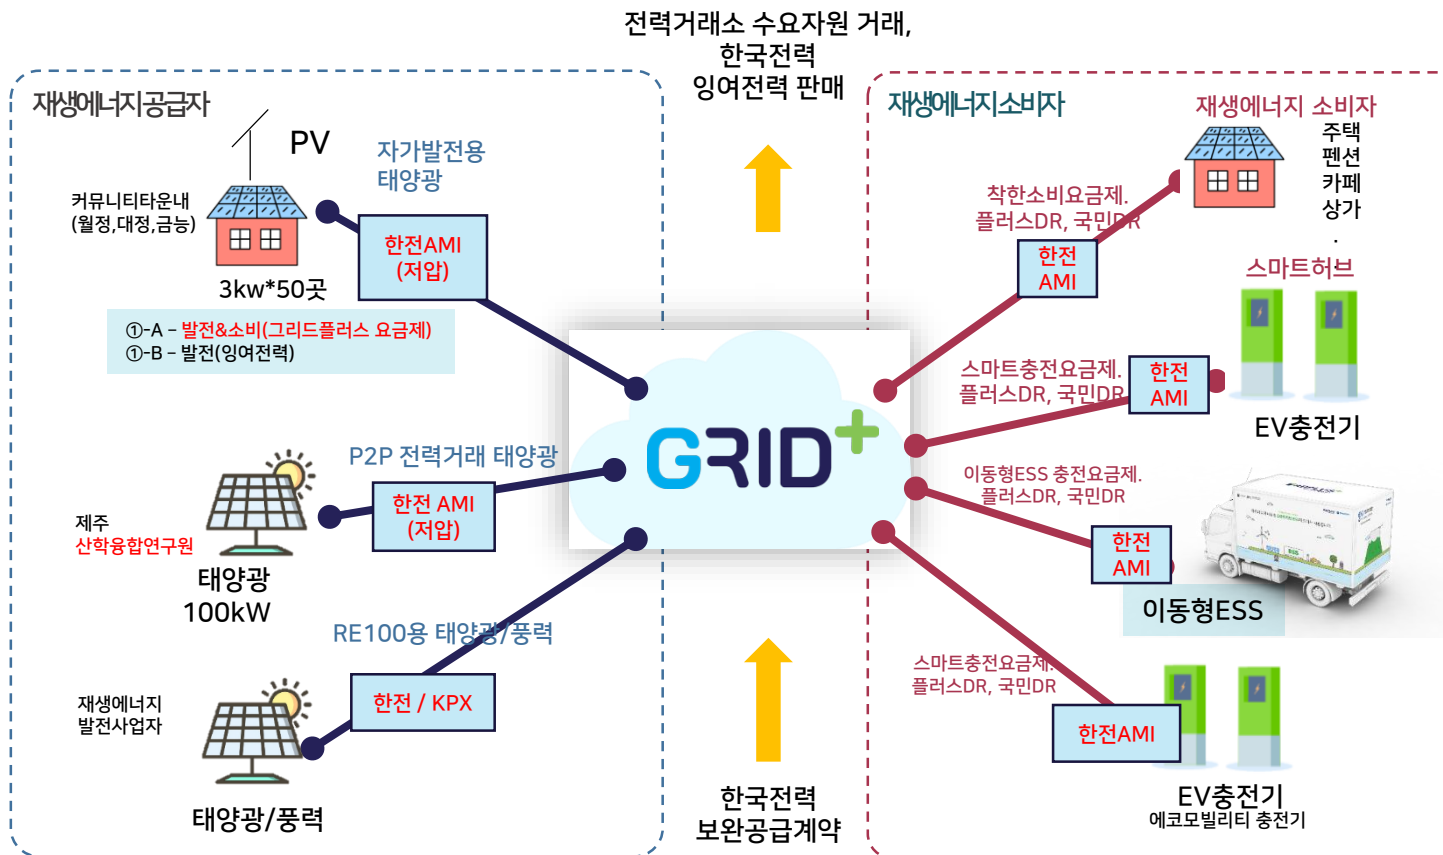 전력거래소 수요자원 거래,
한국전력
잉여전력 판매
재생에너지공급자
PV
자가발전용
태양광
커뮤니티타운내
(월정,대정,금능)
한전AMI
(저압)
3kw*50곳
①-A – 발전&소비(그리드플러스 요금제)
①-B – 발전(잉여전력)
P2P 전력거래 태양광
한전 AMI
(저압)
제주
산학융합연구원
태양광
100kW
RE100용 태양광/풍력
한전 / KPX
재생에너지
발전사업자
태양광/풍력
GRID+
한국전력
보완공급계약
재생에너지소비자
재생에너지 소비자
주택
펜션
카페
상가
.
.
착한소비요금제.
플러스DR, 국민DR
한전
AMI
스마트허브
스마트충전요금제.
플러스DR, 국민DR
한전
AMI
EV충전기
이동형ESS 충전요금제.
플러스DR, 국민DR
한전
AMI
이동형ESS
스마트충전요금제.
플러스DR, 국민DR
한전AMI
EV충전기
에코모빌리티 충전기